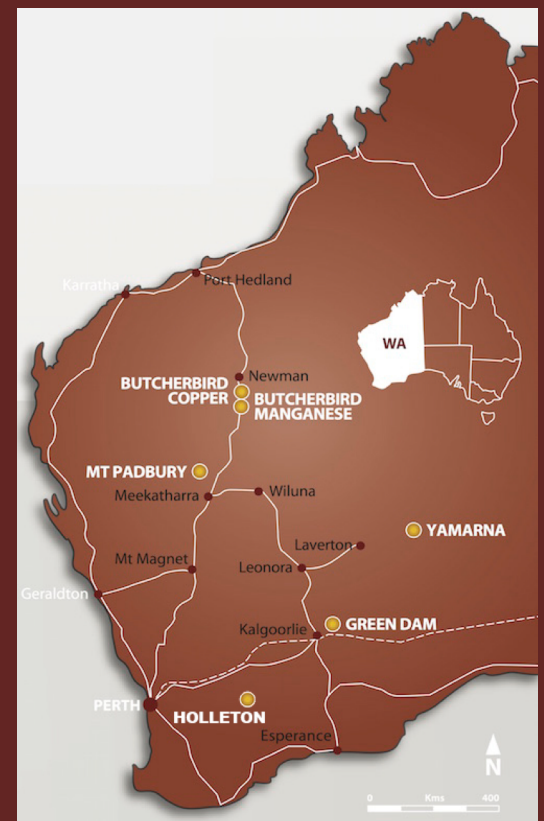 Karratha
Port Hedland
WA
Newman
BUTCHERBIRD
COPPER
BUTCHERBIRD
MANGANESE
MT PADBURY
Meekatharra
Wiluna
YAMARNA
Laverton
Mt Magnet
Leonora
Geraldton
GREEN DAM
Kalgoorlie
PERTH
HOLLETON
Esperance
N
0 Kms 400